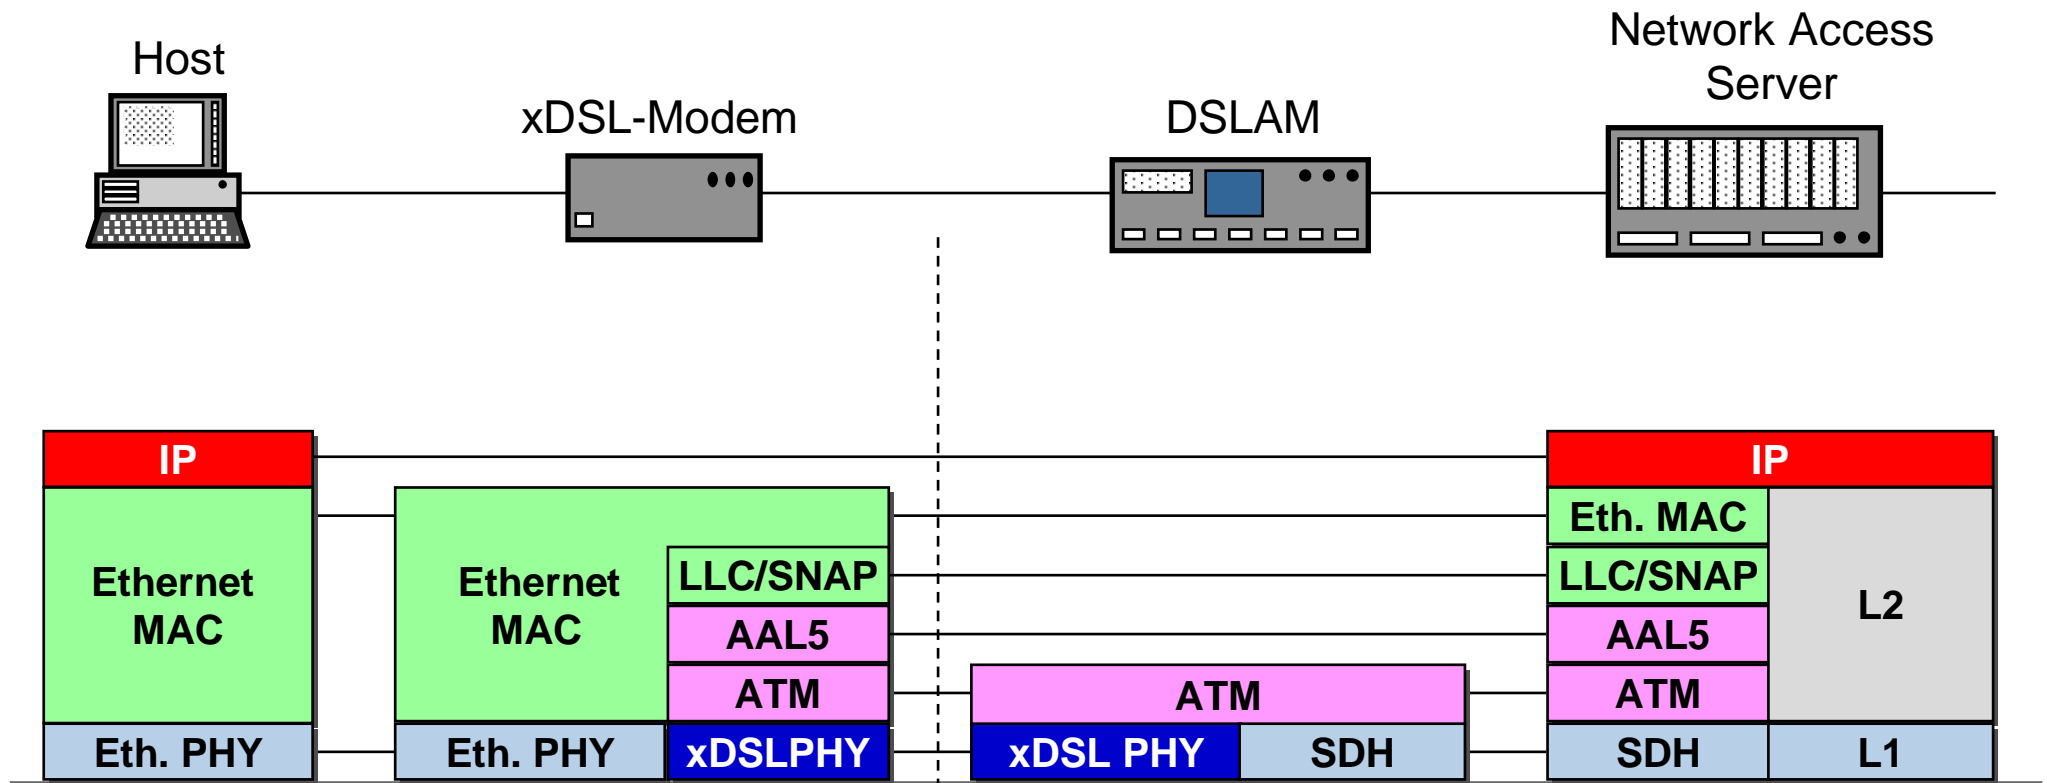 Network Access
Server
Host
xDSL-Modem
DSLAM
IP
IP
Ethernet
MAC
Ethernet
MAC
LLC/SNAP
AAL5
ATM
Eth. MAC
LLC/SNAP
AAL5
ATM
L2
ATM
Eth. PHY
Eth. PHY
xDSLPHY
xDSL PHY
SDH
SDH
L1